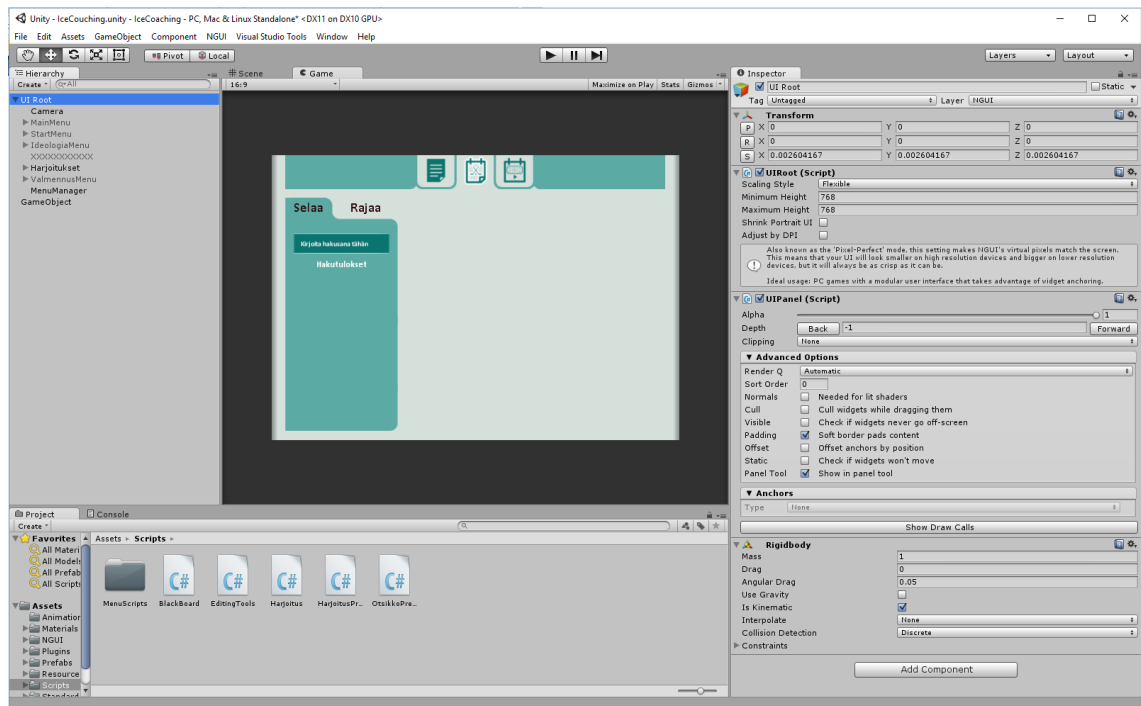 Unity - IceCouching.unity - IceCoaching - PC, Mac & Linux Standalone* <DX11 on DX10 GPU>
File Edit Assets GameObject Component NGUI Visual Studio Tools Window Help
Pivot Local Layers Layout
Hierarchy
Create All
UI Root
Camera
MainMenu
StartMenu
IdeologiaMenu
XXXXXXXXXXX
Harjoitukset
ValmennusMenu
MenuManager
GameObject
Scene Game
16:9 Maximize on Play Stats Gizmos
Selaa Rajaa
Kirjoita hakusana tähän
Hakutulokset
Inspector
UI Root Static
Tag Untagged Layer NGUI
Transform
P X 0 Y 0 Z 0
R X 0 Y 0 Z 0
S X 0.002604167 Y 0.002604167 Z 0.002604167
UIRoot (Script)
Scaling Style Flexible
Minimum Height 768
Maximum Height 768
Shrink Portrait UI
Adjust by DPI
Also known as the 'Pixel-Perfect' mode, this setting makes NGUI's virtual pixels match the screen.
This means that your UI will look smaller on high resolution devices and bigger on lower resolution
devices, but it will always be as crisp as it can be.
Ideal usage: PC games with a modular user interface that takes advantage of widget anchoring.
UIPanel (Script)
Alpha 1
Depth Back -1 Forward
Clipping None
Advanced Options
Render Q Automatic
Sort Order 0
Normals Needed for lit shaders
Cull Cull widgets while dragging them
Visible Check if widgets never go off-screen
Padding Soft border pads content
Offset Offset anchors by position
Static Check if widgets won't move
Panel Tool Show in panel tool
Anchors
Type None
Show Draw Calls
Rigidbody
Mass 1
Drag 0
Angular Drag 0.05
Use Gravity
Is Kinematic
Interpolate None
Collision Detection Discrete
Constraints
Add Component
Project Console
Create
Favorites
All Materi
All Models
All Prefab
All Scripts
Assets
Animation
Materials
NGUI
Plugins
Prefabs
Resource
Scripts
Standard
Assets Scripts
C# C# C# C# C#
MenuScripts BlackBoard EditingTools Harjoitus HarjoitusPr... OtsikkoPre...